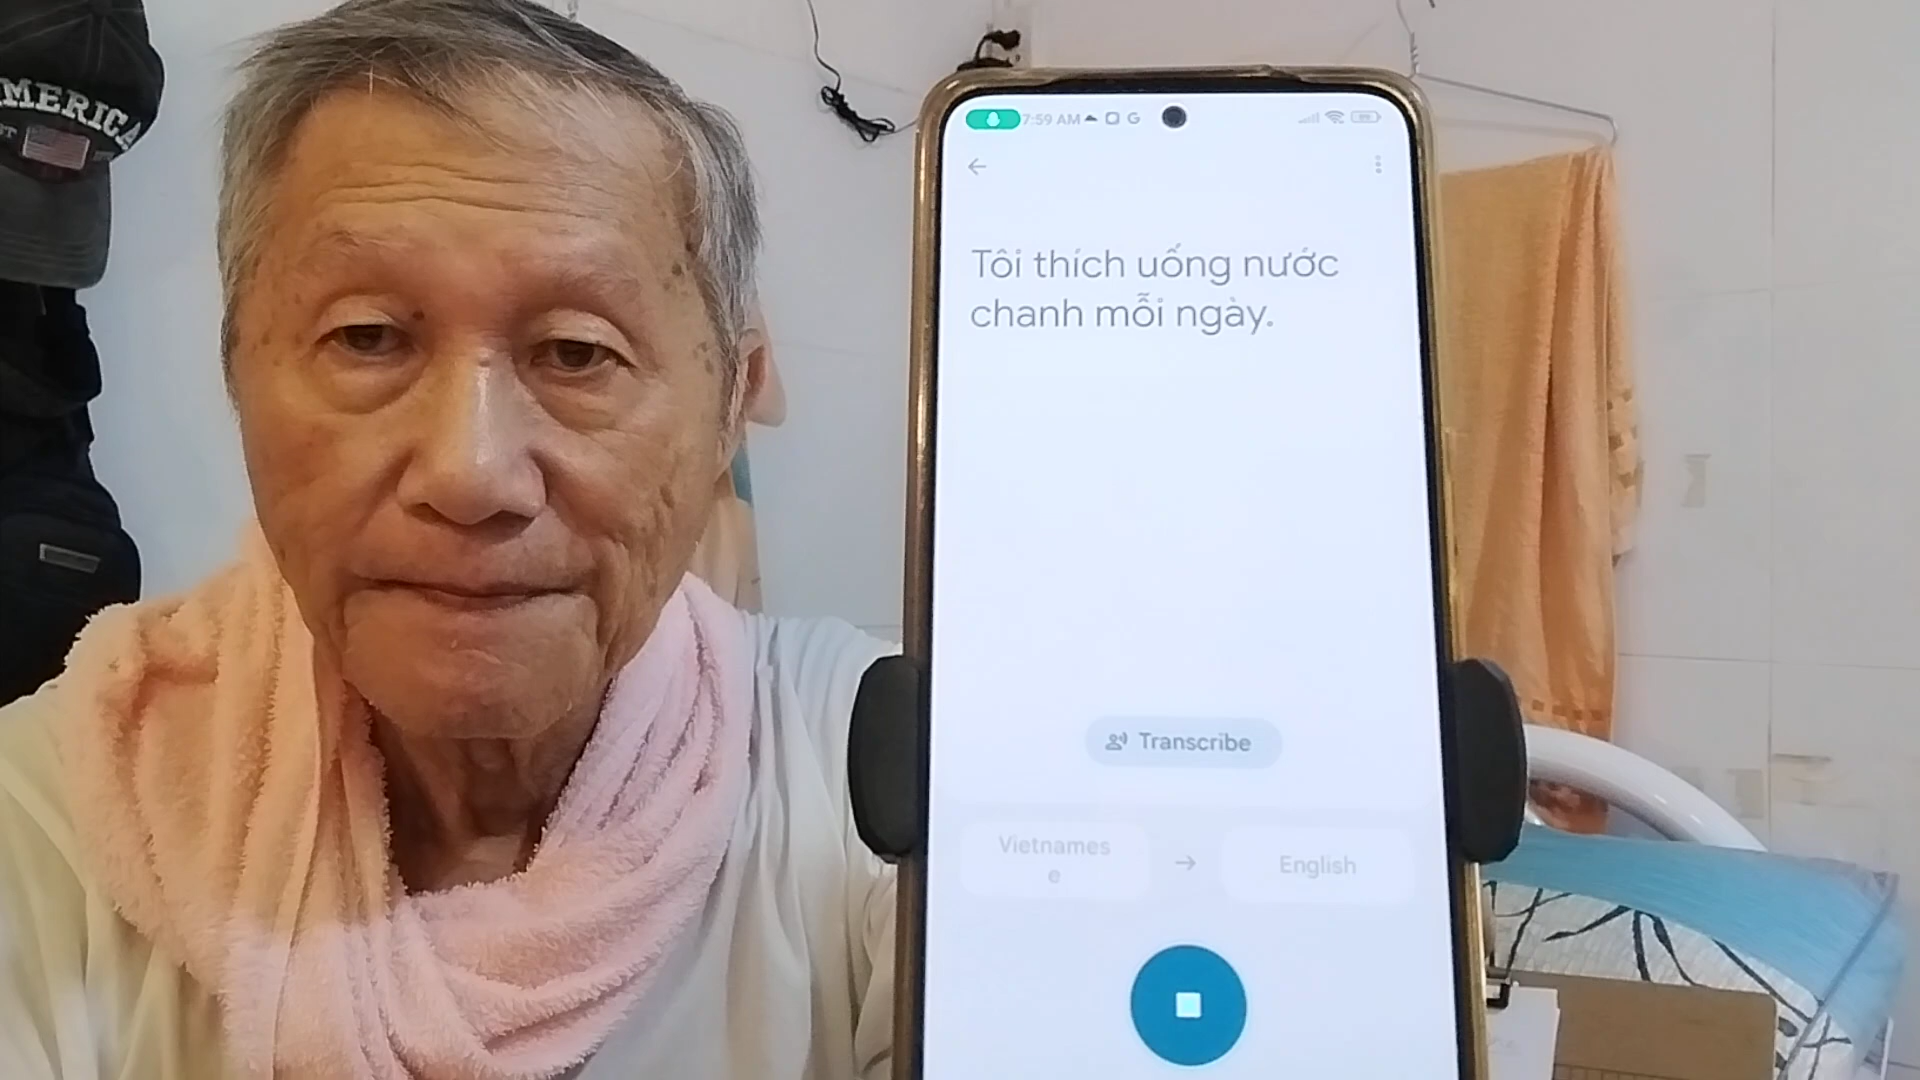 MERICA
7:59 AM
Tôi thích uống nước
chanh mỗi ngày.
Transcribe
Vietnames
e
English